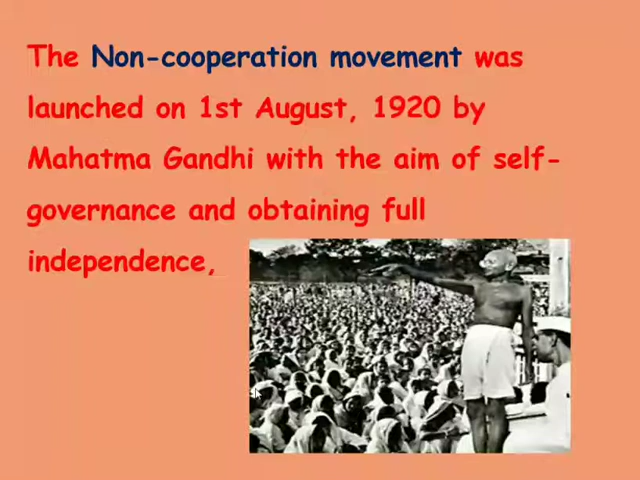 The Non-cooperation movement was
launched on 1st August, 1920 by
Mahatma Gandhi with the aim of self-
governance and obtaining full
independence,